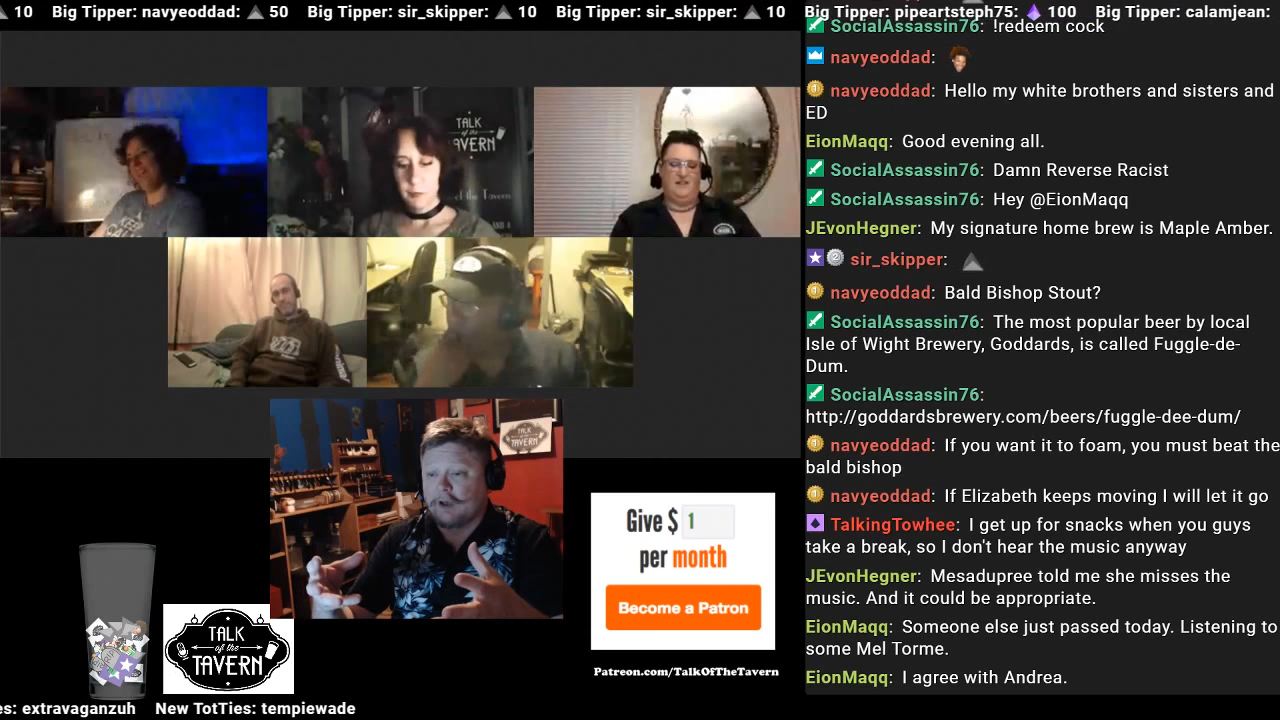 10 Big Tipper: navyeoddad: 50 Big Tipper: sir_skipper: 10 Big Tipper: sir_skipper: 10
Big Tipper: pipeartsteph75: 100 Big Tipper: calamjean:
TALK
of the
AVERN
of the Tavern
AND A
TALK
of the
TAVERN
Give $ 1
per month
Become a Patron
Patreon.com/TalkOfTheTavern
TALK
of the
TAVERN
es: extravaganzuh New TotTies: tempiewade
SocialAssassin76: !redeem cock
navyeoddad:
navyeoddad: Hello my white brothers and sisters and
ED
EionMaqq: Good evening all.
SocialAssassin76: Damn Reverse Racist
SocialAssassin76: Hey @EionMaqq
JEvonHegner: My signature home brew is Maple Amber.
sir_skipper:
navyeoddad: Bald Bishop Stout?
SocialAssassin76: The most popular beer by local
Isle of Wight Brewery, Goddards, is called Fuggle-de-
Dum.
SocialAssassin76:
http://goddardsbrewery.com/beers/fuggle-dee-dum/
navyeoddad: If you want it to foam, you must beat the
bald bishop
navyeoddad: If Elizabeth keeps moving I will let it go
TalkingTowhee: I get up for snacks when you guys
take a break, so I don't hear the music anyway
JEvonHegner: Mesadupree told me she misses the
music. And it could be appropriate.
EionMaqq: Someone else just passed today. Listening to
some Mel Torme.
EionMaqq: I agree with Andrea.